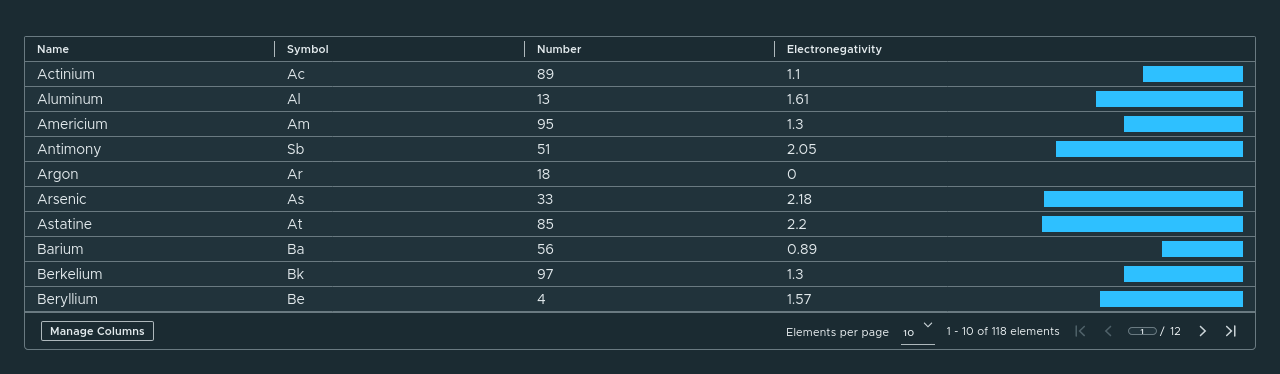 Name Symbol Number Electronegativity
Actinium Ac 89 1.1
Aluminum Al 13 1.61
Americium Am 95 1.3
Antimony Sb 51 2.05
Argon Ar 18 0
Arsenic As 33 2.18
Astatine At 85 2.2
Barium Ba 56 0.89
Berkelium Bk 97 1.3
Beryllium Be 4 1.57
Manage Columns Elements per page 10 1 - 10 of 118 elements 1 / 12